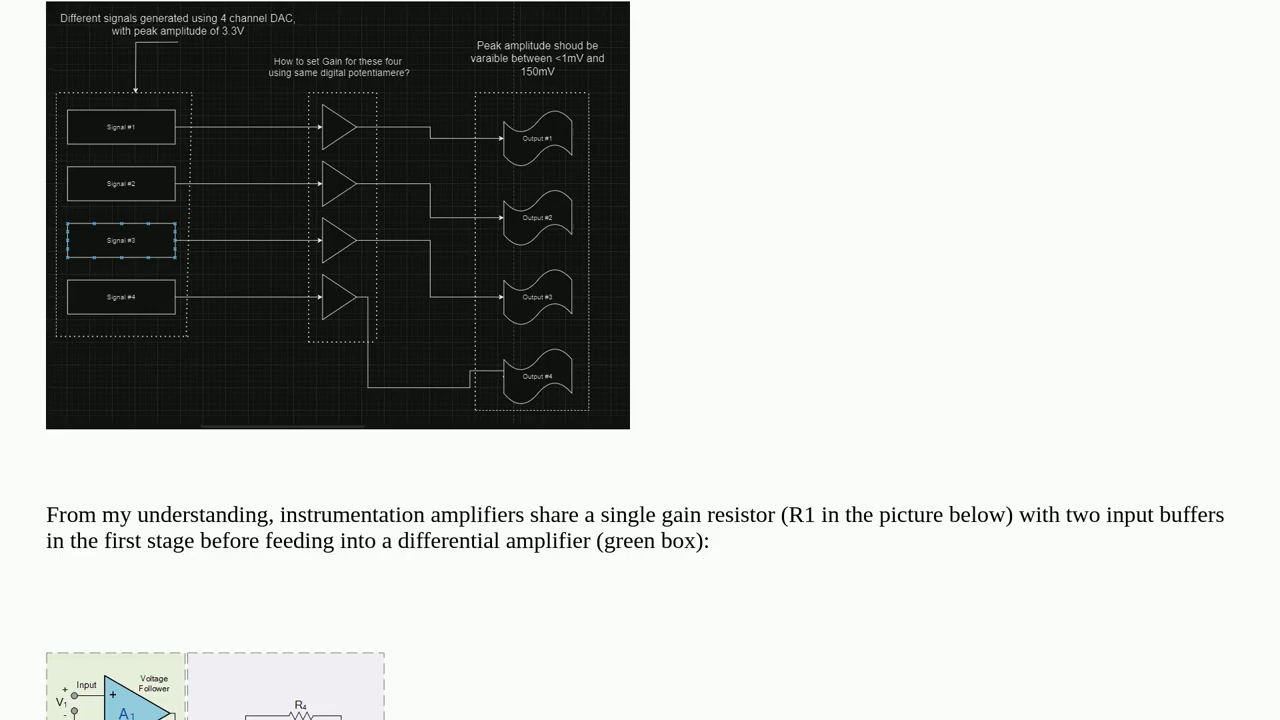 Different signals generated using 4 channel DAC,
with peak amplitude of 3.3V
How to set Gain for these four
using same digital potentiamere?
Peak amplitude shoud be
varaible between <1mV and
150mV
Signal #1
Signal #2
Signal #3
Signal #4
Output #1
Output #2
Output #3
Output #4
From my understanding, instrumentation amplifiers share a single gain resistor (R1 in the picture below) with two input buffers
in the first stage before feeding into a differential amplifier (green box):
Voltage
Follower
Input
+
+
V1
-
A1
R4